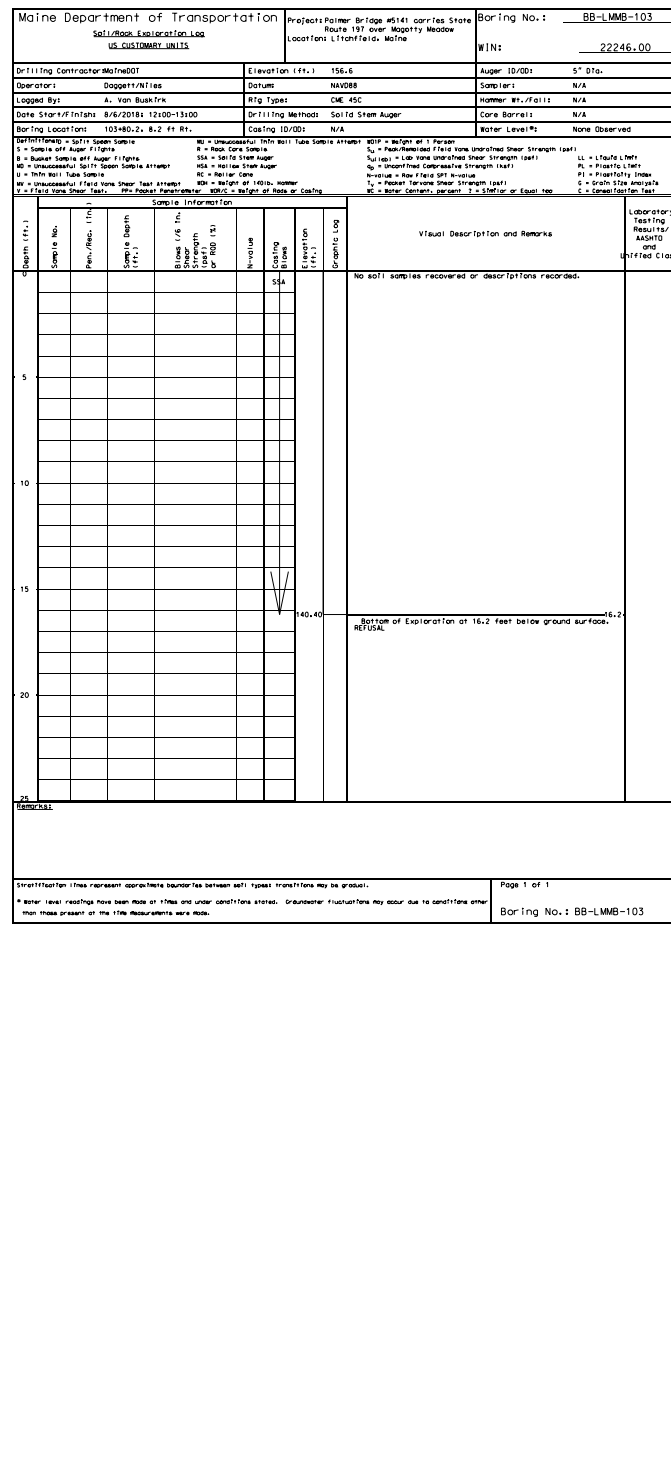 Maine Department of Transportation
Soil/Rock Exploration Log
US CUSTOMARY UNITS
Project: Palmer Bridge #5141 carries State
Route 197 over Magotty Meadow
Location: Litchfield, Maine
Boring No.: BB-LMMB-103
WIN: 22246.00
Drilling Contractor: MaineDOT Elevation (ft.) 156.6 Auger ID/OD: 5" Dia.
Operator: Daggett/Niles Datum: NAVD88 Sampler: N/A
Logged By: A. Van Buskirk Rig Type: CME 45C Hammer Wt./Fall: N/A
Date Start/Finish: 8/6/2018; 12:00-13:00 Drilling Method: Solid Stem Auger Core Barrel: N/A
Boring Location: 103+80.2, 8.2 ft Rt. Casing ID/OD: N/A Water Level*: None Observed
Definitions: D = Split Spoon Sample MU = Unsuccessful Thin Wall Tube Sample Attempt WO1P = Weight of 1 Person
S = Sample off Auger Flights R = Rock Core Sample Su = Peak/Remolded Field Vane Undrained Shear Strength (psf)
B = Bucket Sample off Auger Flights SSA = Solid Stem Auger Su(lab) = Lab Vane Undrained Shear Strength (psf) LL = Liquid Limit
MD = Unsuccessful Split Spoon Sample Attempt HSA = Hollow Stem Auger qp = Unconfined Compressive Strength (ksf) PL = Plastic Limit
U = Thin Wall Tube Sample RC = Roller Cone N-value = Raw Field SPT N-value PI = Plasticity Index
MV = Unsuccessful Field Vane Shear Test Attempt WOH = Weight of 140lb. Hammer Tv = Pocket Torvane Shear Strength (psf) G = Grain Size Analysis
V = Field Vane Shear Test, PP= Pocket Penetrometer WOR/C = Weight of Rods or Casing WC = Water Content, percent ≅ = Similar or Equal too C = Consolidation Test
Sample Information
Depth (ft.)
Sample No.
Pen./Rec. (in.)
Sample Depth
(ft.)
Blows (/6 in.
Shear
Strength
(psf)
or RQD (%)
N-value
Casing
Blows
Elevation
(ft.)
Graphic Log
Visual Description and Remarks
Laboratory
Testing
Results/
AASHTO
and
Unified Clas
0
SSA
No soil samples recovered or descriptions recorded.
5
10
15
140.40
16.2
Bottom of Exploration at 16.2 feet below ground surface.
REFUSAL
20
25
Remarks:
Stratification lines represent approximate boundaries between soil types; transitions may be gradual.
* Water level readings have been made at times and under conditions stated. Groundwater fluctuations may occur due to conditions other
than those present at the time measurements were made.
Page 1 of 1
Boring No.: BB-LMMB-103